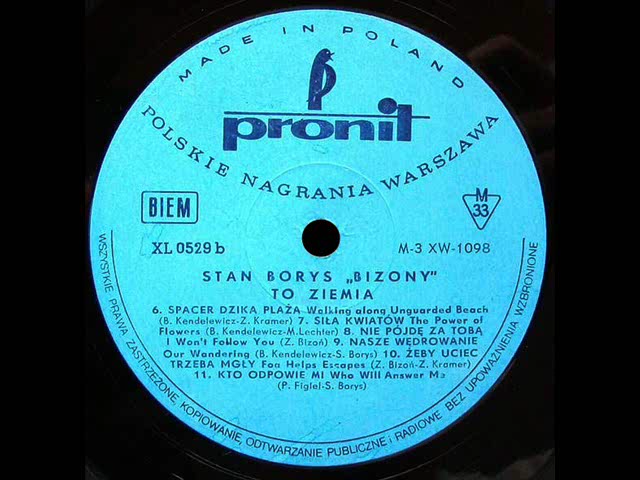 MADE IN POLAND
pronit
POLSKIE NAGRANIA WARSZAWA
BIEM
M
33
XL 0529 b
M-3 XW-1098
STAN BORYS „BIZONY"
TO ZIEMIA
6. SPACER DZIKĄ PLAŻĄ Walking along Unguarded Beach
(B. Kendelewicz-Z. Kramer) 7. SIŁA KWIATÓW The Power of
Flowers (B. Kendelewicz-M.Lechter) 8. NIE PÓJDĘ ZA TOBĄ
I Won't Follow You (Z. Bizoń) 9. NASZE WĘDROWANIE
Our Wandering (B. Kendelewicz-S. Borys) 10. ŻEBY UCIEC
TRZEBA MGŁY Fog Helps Escapes (Z. Bizoń-Z. Kramer)
11. KTO ODPOWIE MI Who Will Answer Me
(P. Figiel-S. Borys)
WSZYSTKIE PRAWA ZASTRZEŻONE, KOPIOWANIE, ODTWARZANIE PUBLICZNE i RADIOWE BEZ UPOWAŻNIENIA WZBRONIONE